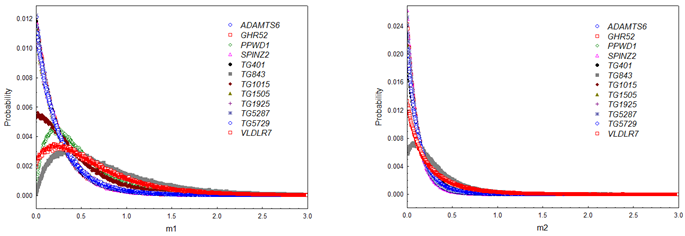 0.012
0.010
0.008
0.006
0.004
0.002
0.000
Probability
0.0 0.5 1.0 1.5 2.0 2.5 3.0
m1
ADAMTS6
GHR52
PPWD1
SPINZ2
TG401
TG843
TG1015
TG1505
TG1925
TG5287
TG5729
VLDLR7
0.024
0.020
0.016
0.012
0.008
0.004
0.000
Probability
0.0 0.5 1.0 1.5 2.0 2.5 3.0
m2
ADAMTS6
GHR52
PPWD1
SPINZ2
TG401
TG843
TG1015
TG1505
TG1925
TG5287
TG5729
VLDLR7